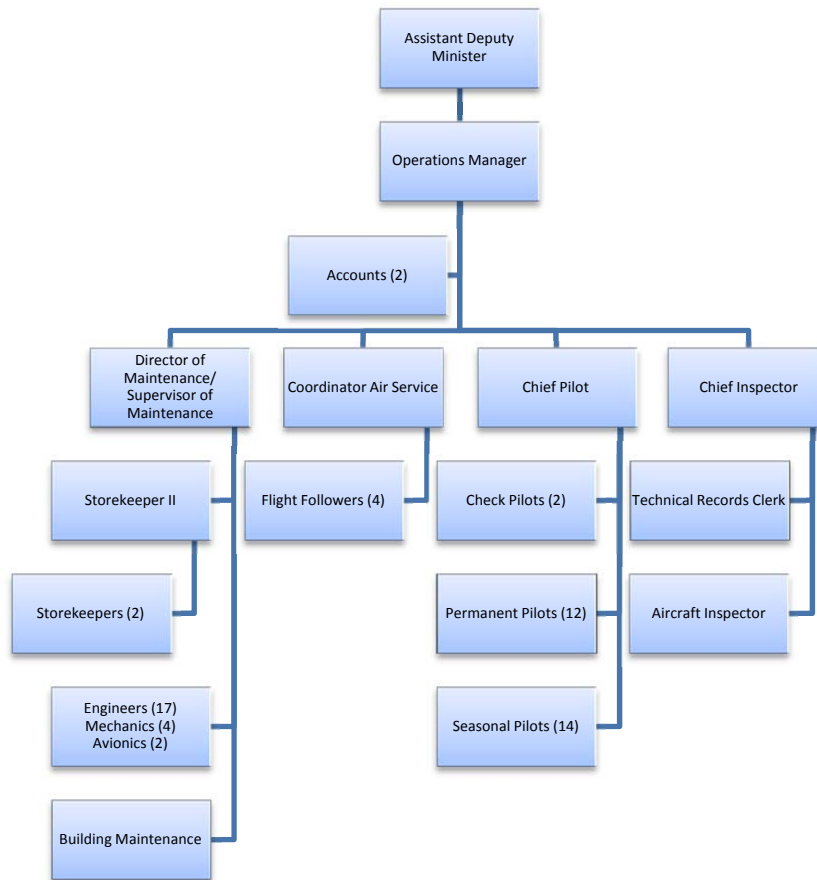 Assistant Deputy
Minister
Operations Manager
Accounts (2)
Director of
Maintenance/
Supervisor of
Maintenance
Coordinator Air Service
Chief Pilot
Chief Inspector
Storekeeper II
Flight Followers (4)
Check Pilots (2)
Technical Records Clerk
Storekeepers (2)
Permanent Pilots (12)
Aircraft Inspector
Engineers (17)
Mechanics (4)
Avionics (2)
Seasonal Pilots (14)
Building Maintenance